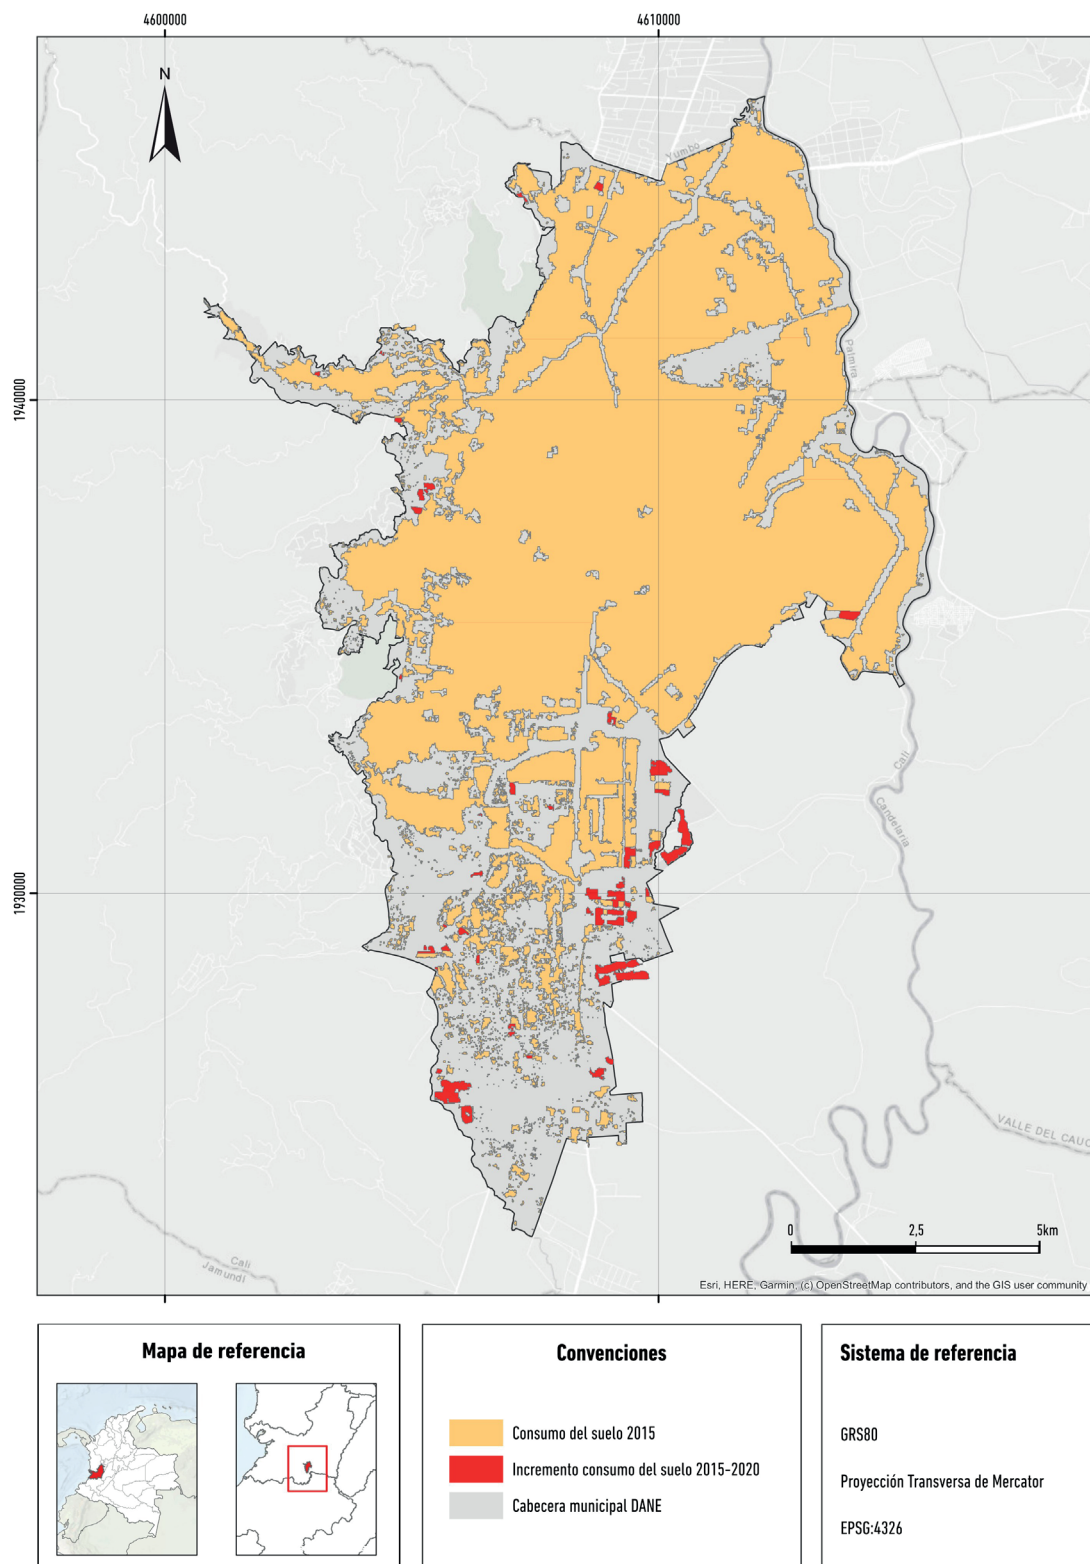 4600000
4610000
N
Yumbo
Palmira
1940000
Cali
Candelaria
1930000
VALLE DEL CAUC
0
2,5
5km
Cali
Jamundí
Esri, HERE, Garmin, (c) OpenStreetMap contributors, and the GIS user community
Mapa de referencia
Convenciones
Consumo del suelo 2015
Incremento consumo del suelo 2015-2020
Cabecera municipal DANE
Sistema de referencia
GRS80
Proyección Transversa de Mercator
EPSG:4326